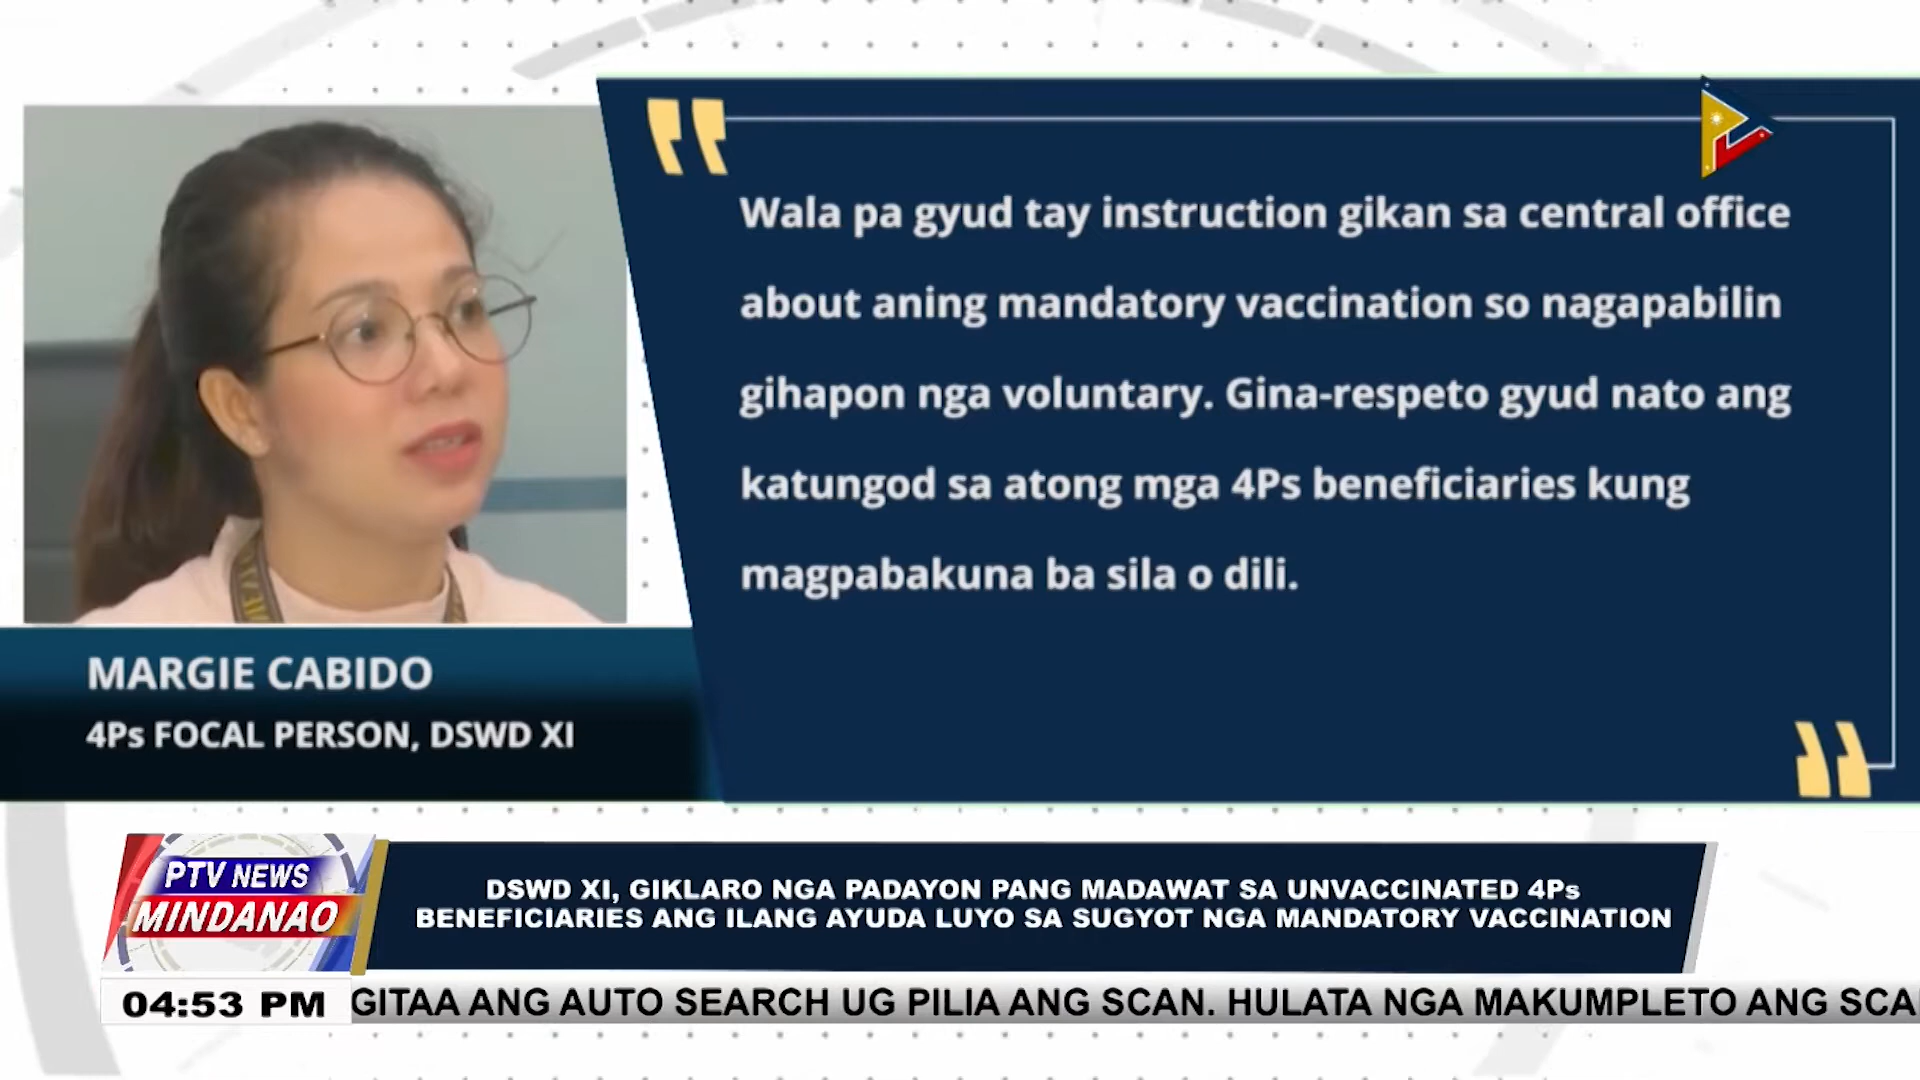 Wala pa gyud tay instruction gikan sa central office
about aning mandatory vaccination so nagapabilin
gihapon nga voluntary. Gina-respeto gyud nato ang
katungod sa atong mga 4Ps beneficiaries kung
magpabakuna ba sila o dili.
MARGIE CABIDO
4Ps FOCAL PERSON, DSWD XI
PTV NEWS
MINDANAO
DSWD XI, GIKLARO NGA PADAYON PANG MADAWAT SA UNVACCINATED 4Ps
BENEFICIARIES ANG ILANG AYUDA LUYO SA SUGYOT NGA MANDATORY VACCINATION
04:53 PM
GITAA ANG AUTO SEARCH UG PILIA ANG SCAN. HULATA NGA MAKUMPLETO ANG SCA